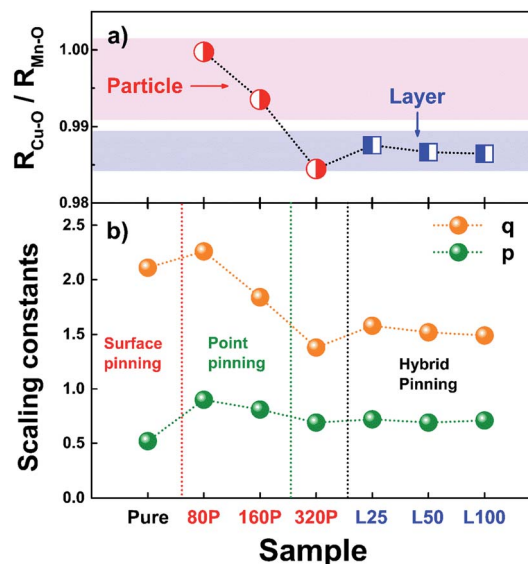 a)
R_Cu-O / R_Mn-O
1.00
0.99
0.98
Particle
Layer
b)
Scaling constants
2.5
2.0
1.5
1.0
0.5
0.0
q
p
Surface
pinning
Point
pinning
Hybrid
Pinning
Pure 80P 160P 320P L25 L50 L100
Sample